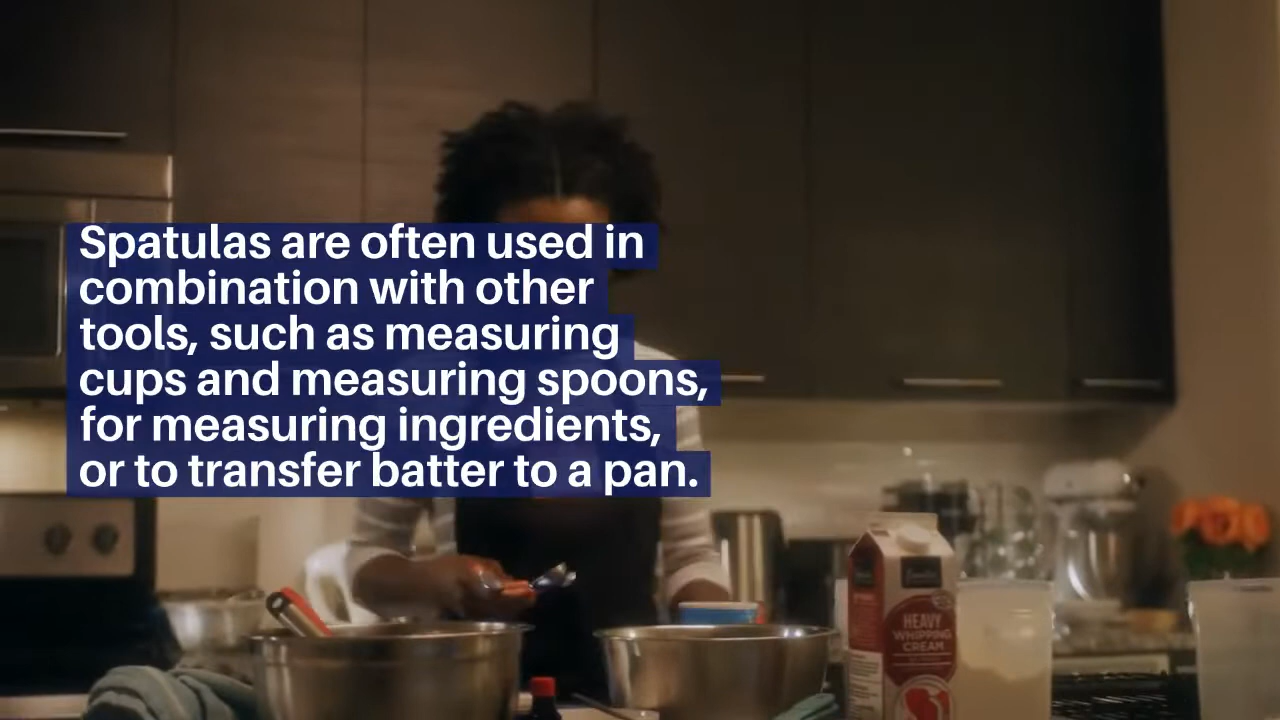 Spatulas are often used in
combination with other
tools, such as measuring
cups and measuring spoons,
for measuring ingredients,
or to transfer batter to a pan.
HEAVY
WHIPPING
CREAM